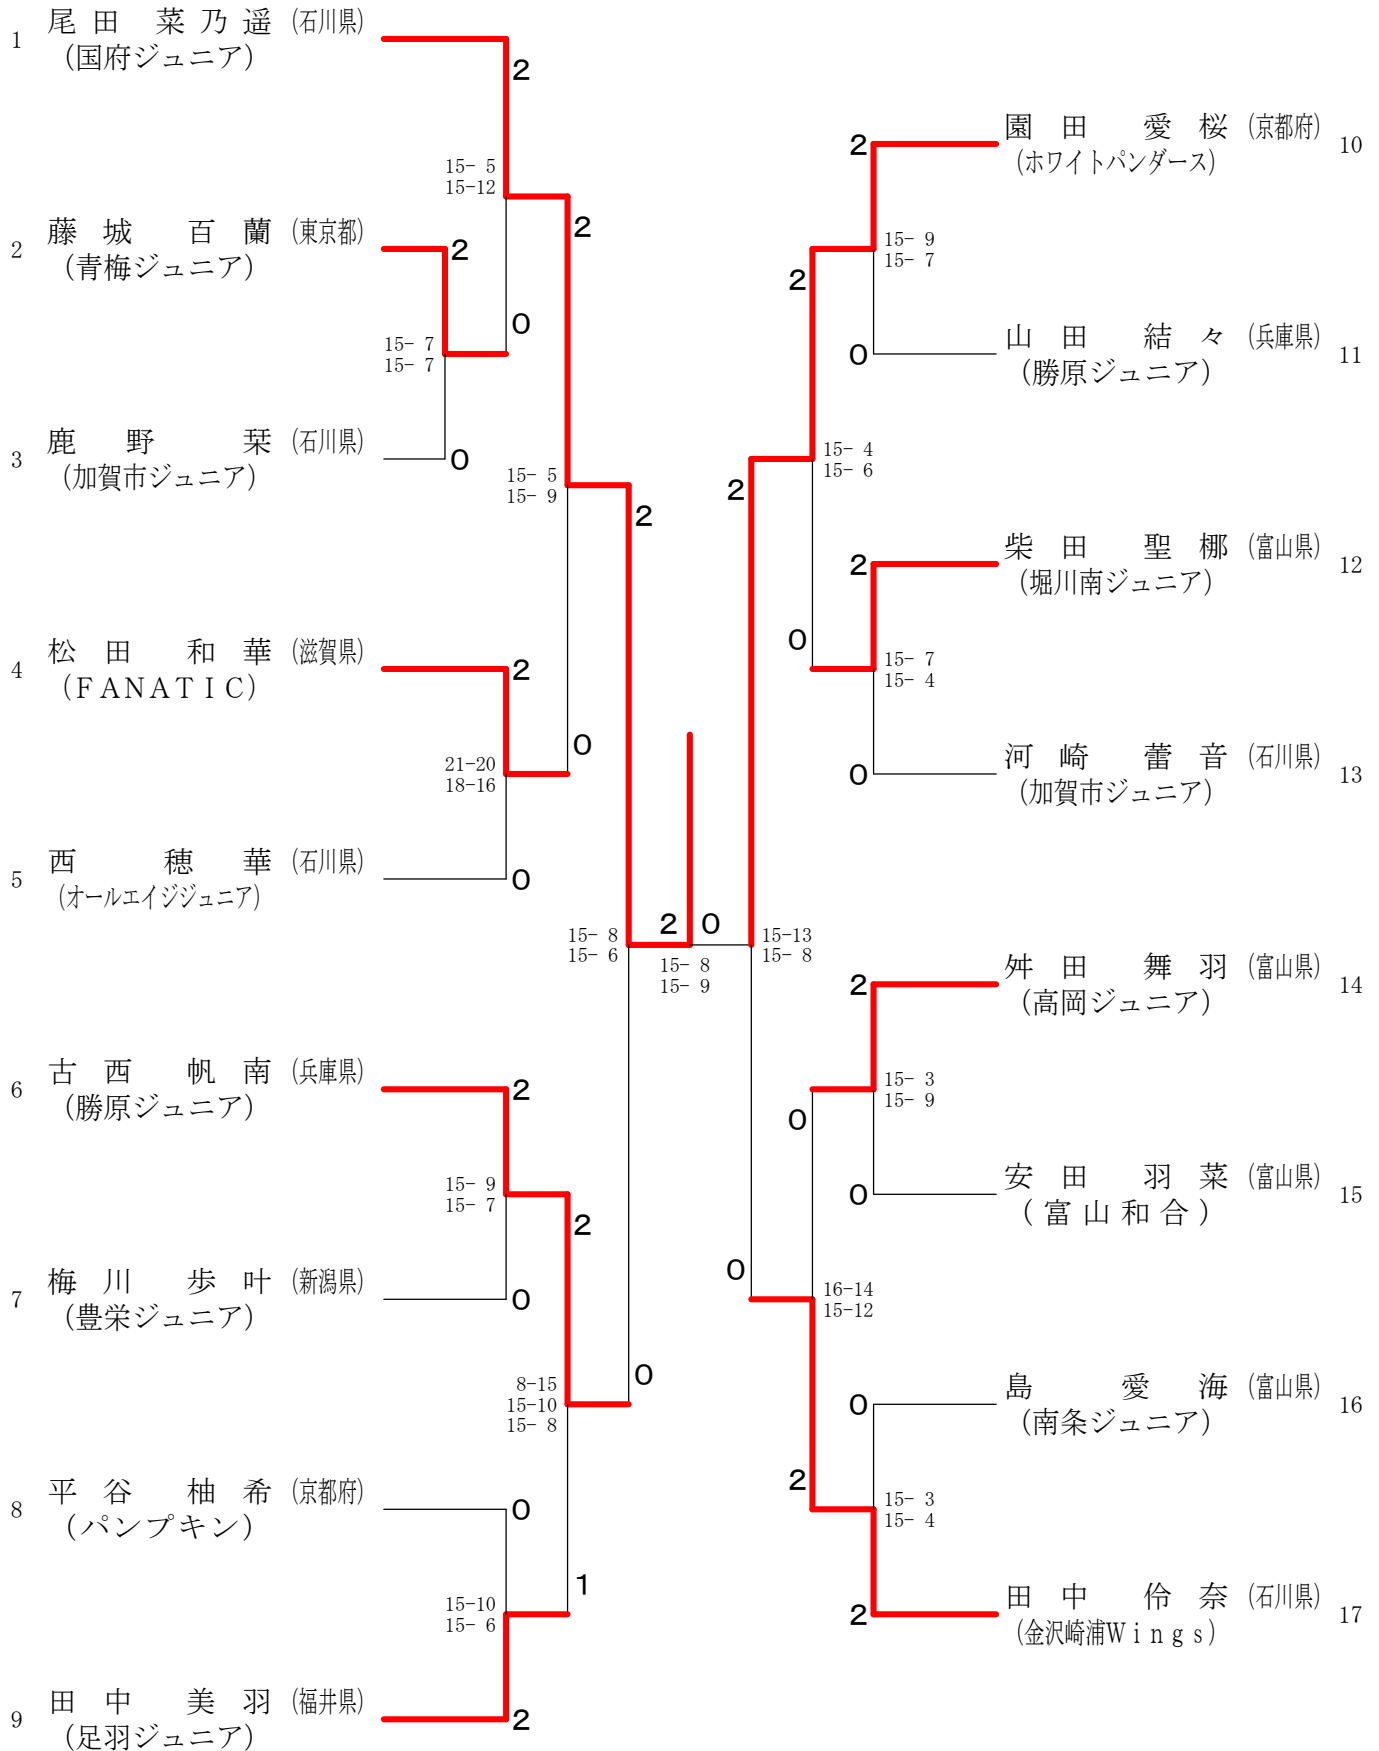 1 尾田 菜乃遥 (石川県)
(国府ジュニア)
2
15- 5
15-12
2
2 藤城 百蘭 (東京都)
(青梅ジュニア)
2
0
15- 7
15- 7
3 鹿野 栞 (石川県)
(加賀市ジュニア)
0
15- 5
15- 9
2
4 松田 和華 (滋賀県)
(FANATIC)
2
0
21-20
18-16
5 西 穂華 (石川県)
(オールエイジジュニア)
0
15- 8
15- 6
2 0
15- 8
15- 9
6 古西 帆南 (兵庫県)
(勝原ジュニア)
2
15- 9
15- 7
2
7 梅川 歩叶 (新潟県)
(豊栄ジュニア)
0
0
8-15
15-10
15- 8
8 平谷 柚希 (京都府)
(パンプキン)
0
1
15-10
15- 6
9 田中 美羽 (福井県)
(足羽ジュニア)
2
2 園田 愛桜 (京都府) 10
(ホワイトパンダース)
15- 9
15- 7
2
0 山田 結々 (兵庫県) 11
(勝原ジュニア)
15- 4
15- 6
2
2 柴田 聖梛 (富山県) 12
(堀川南ジュニア)
0
15- 7
15- 4
0 河崎 蕾音 (石川県) 13
(加賀市ジュニア)
15-13
15- 8
2 舛田 舞羽 (富山県) 14
(高岡ジュニア)
15- 3
15- 9
0
0 安田 羽菜 (富山県) 15
(富山和合)
0
16-14
15-12
0 島 愛海 (富山県) 16
(南条ジュニア)
2
15- 3
15- 4
2 田中 伶奈 (石川県) 17
(金沢崎浦Wings)